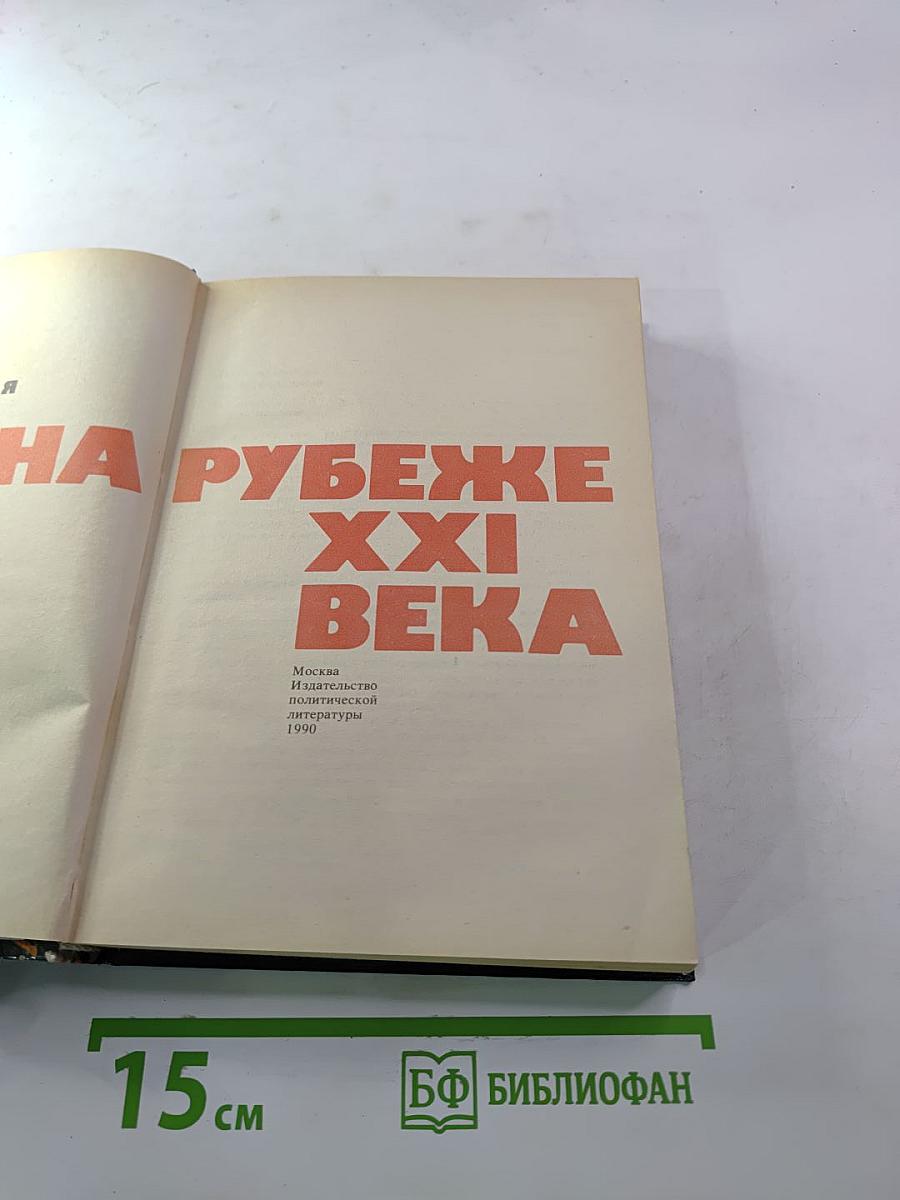 я
НА РУБЕЖЕ
XXI
ВЕКА
Москва
Издательство
политической
литературы
1990
15 см
БФ БИБЛИОФАН